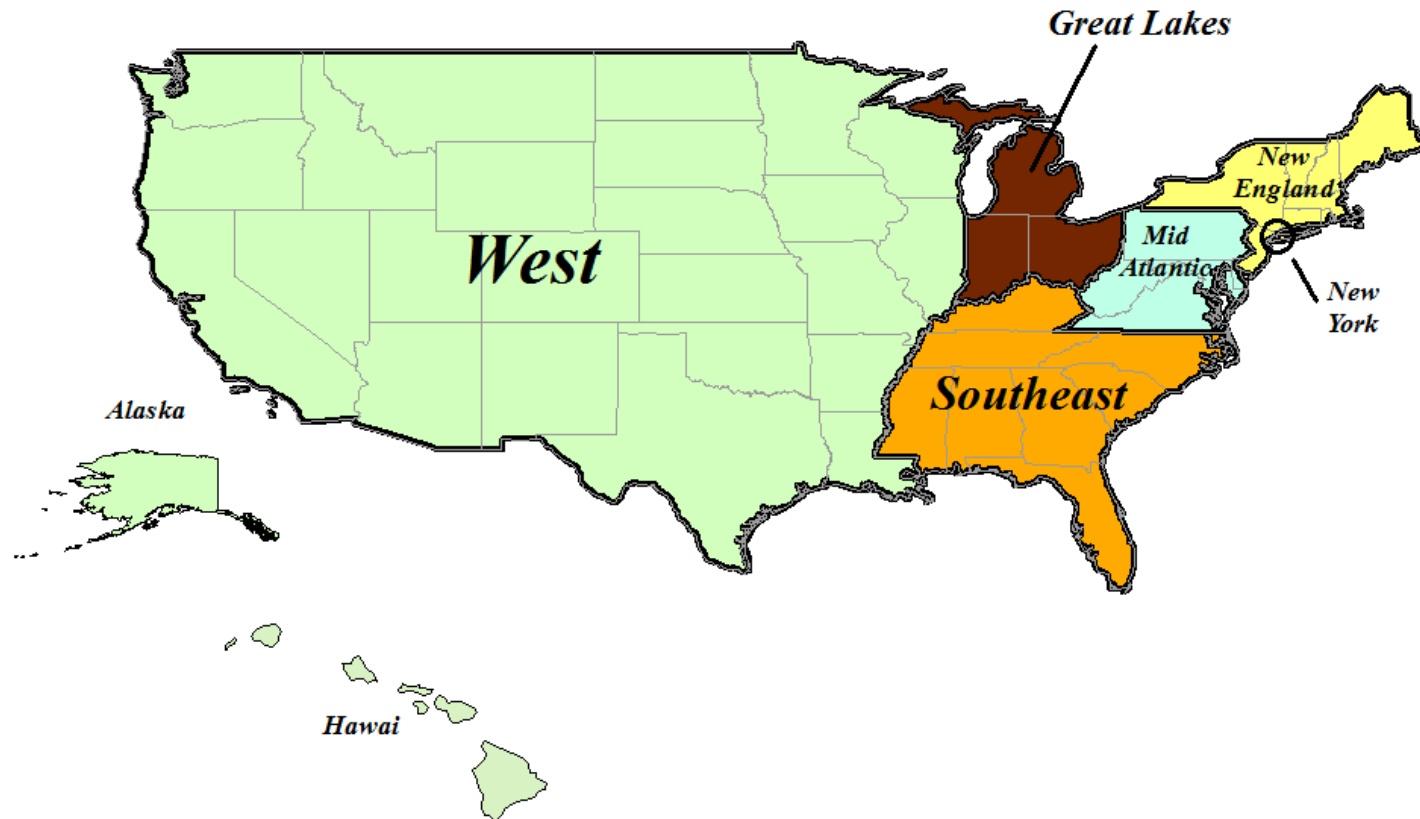 Great Lakes
New
England
West
Mid
Atlantic
New
York
Southeast
Alaska
Hawai